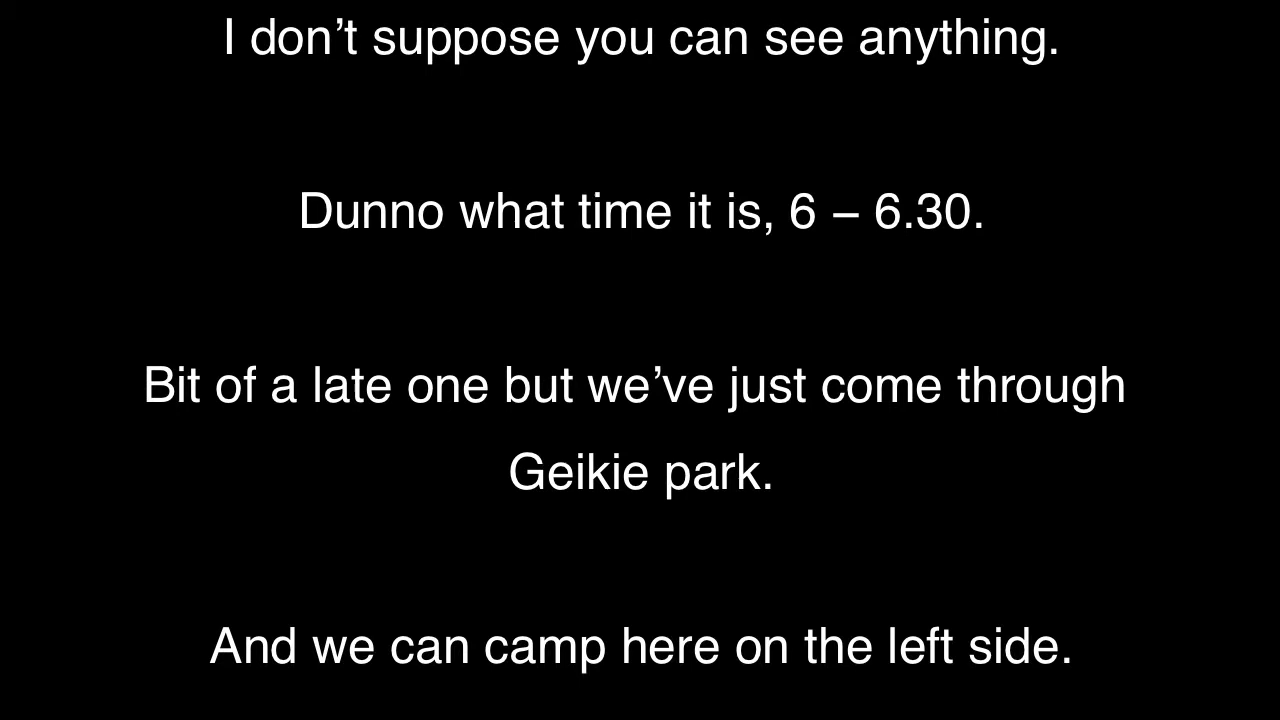 I don’t suppose you can see anything.
Dunno what time it is, 6 – 6.30.
Bit of a late one but we’ve just come through
Geikie park.
And we can camp here on the left side.